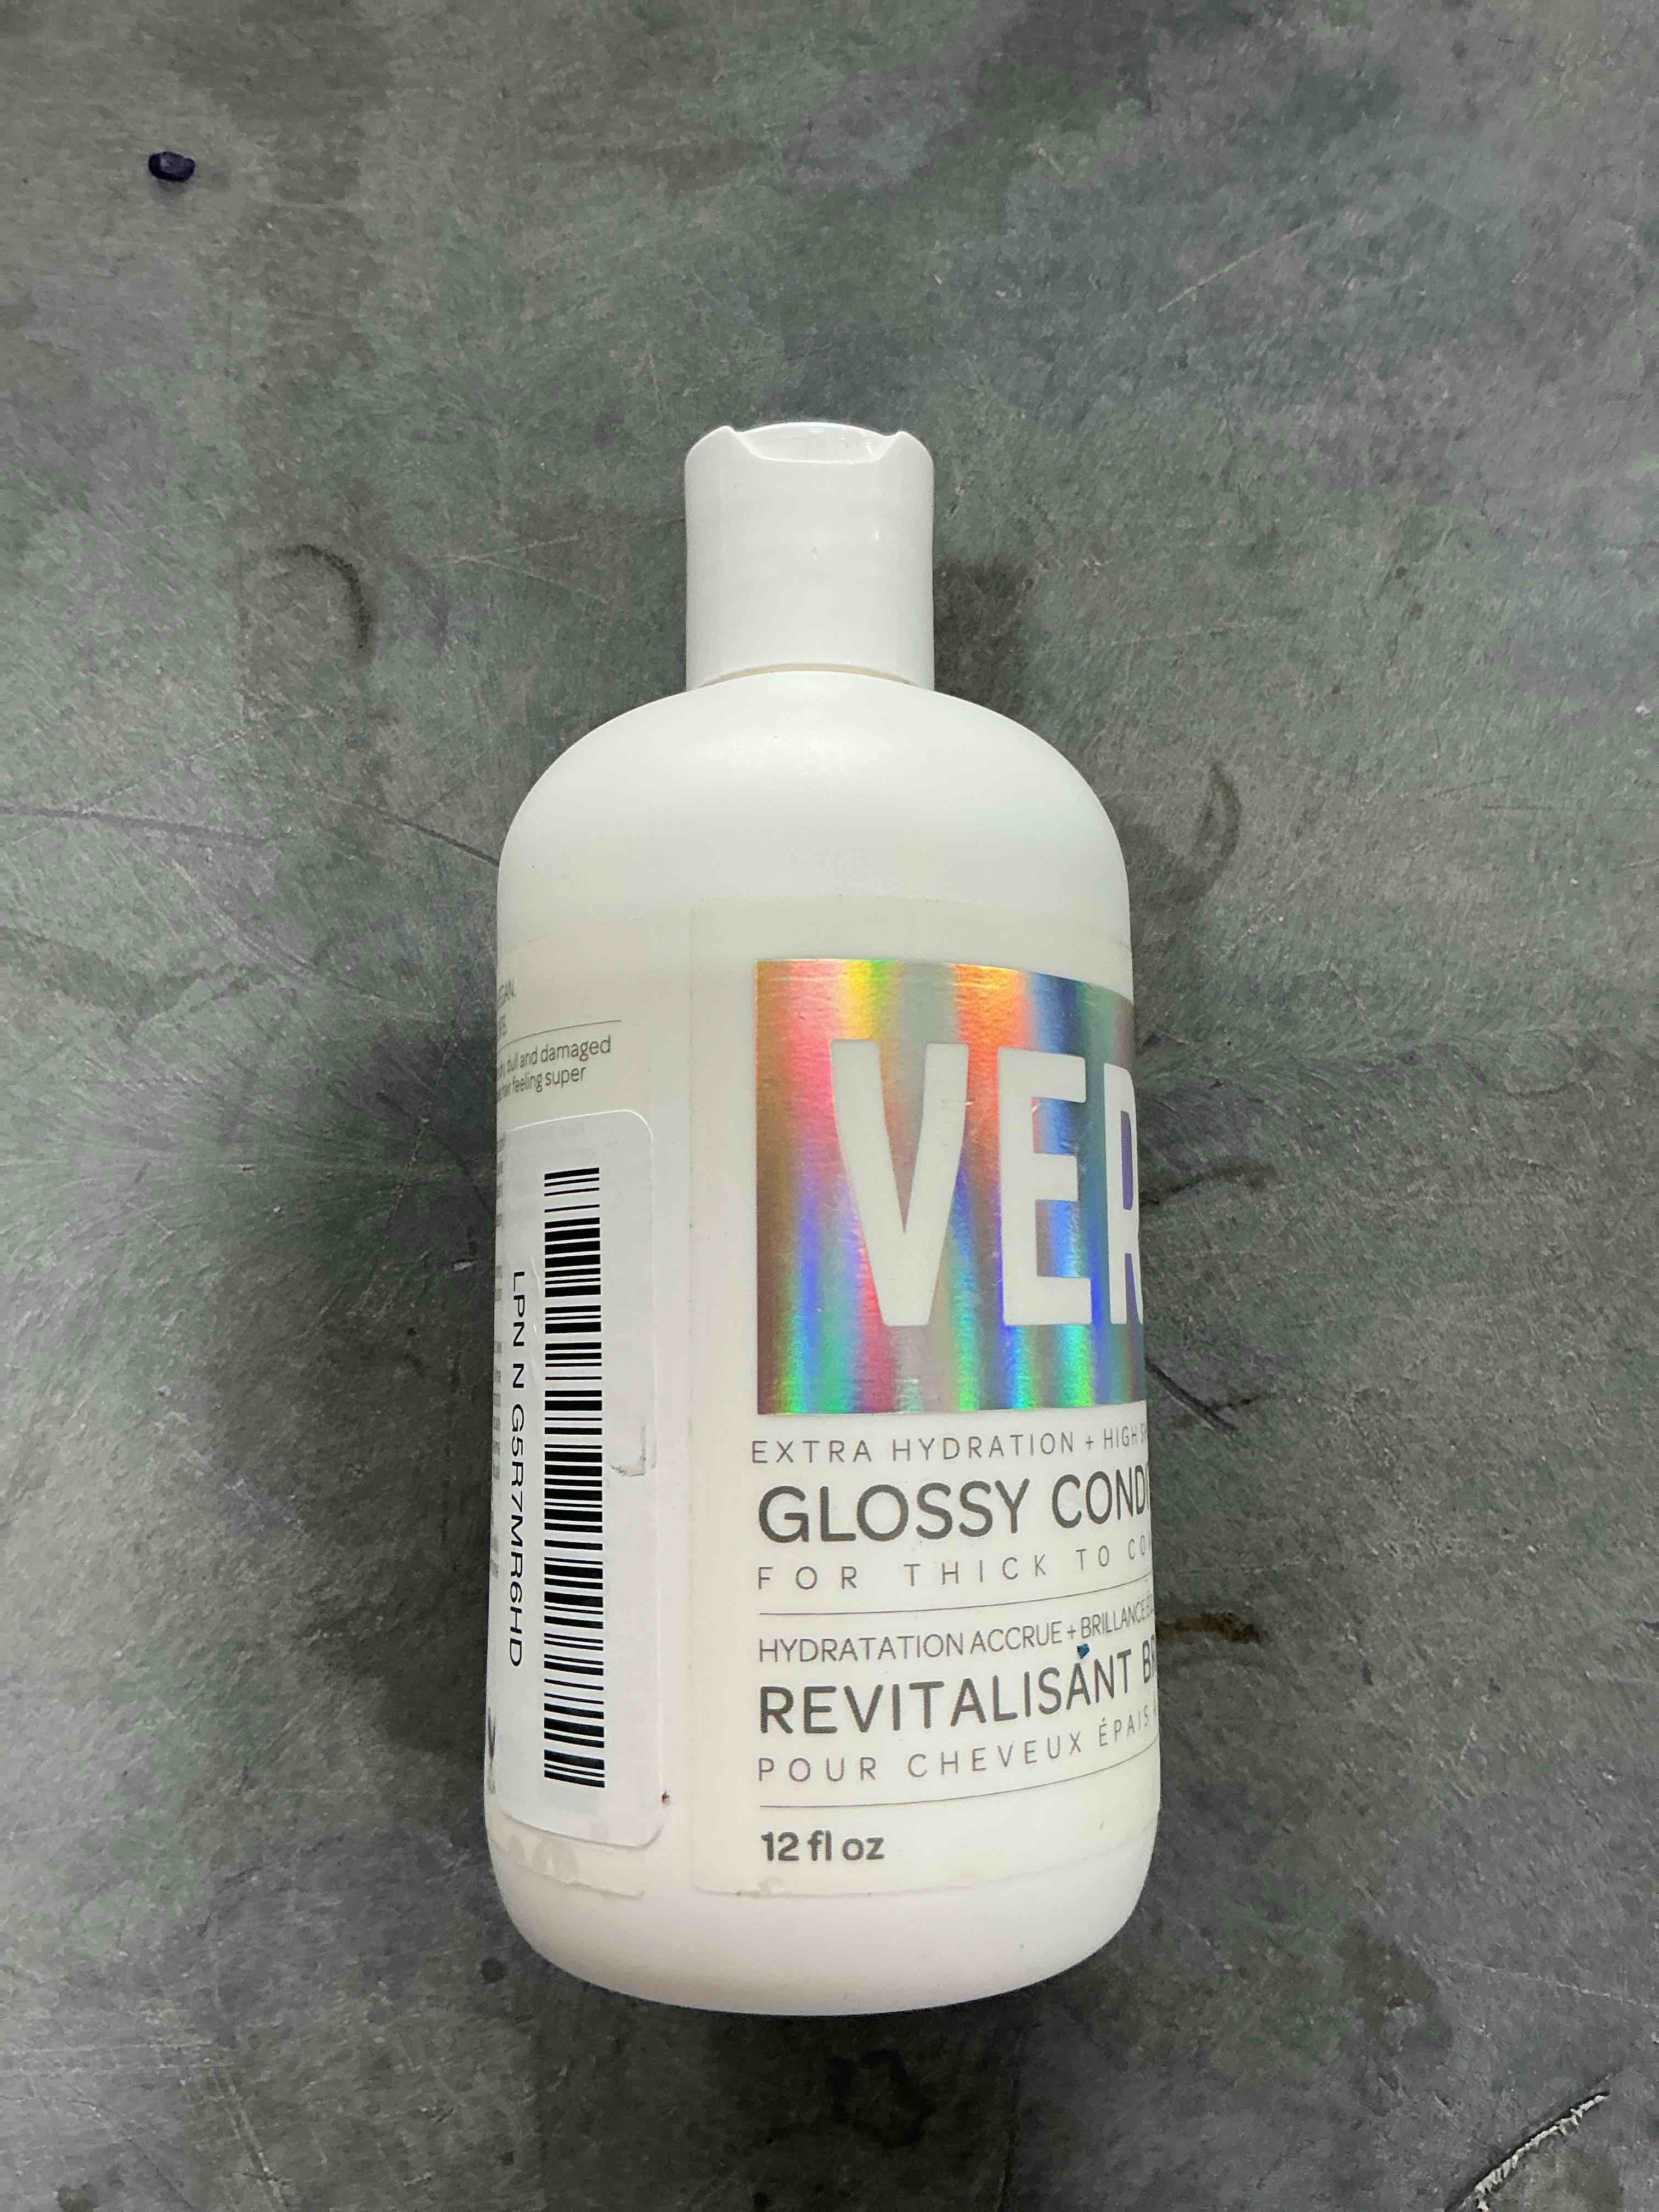 dull and damaged
feeling super
LPN N G5R7MR6HD
VER
EXTRA HYDRATION + HIGH
GLOSSY COND
FOR THICK TO CO
HYDRATATION ACCRUE + BRILLANCE
REVITALISANT B
POUR CHEVEUX ÉPAIS
12 fl oz